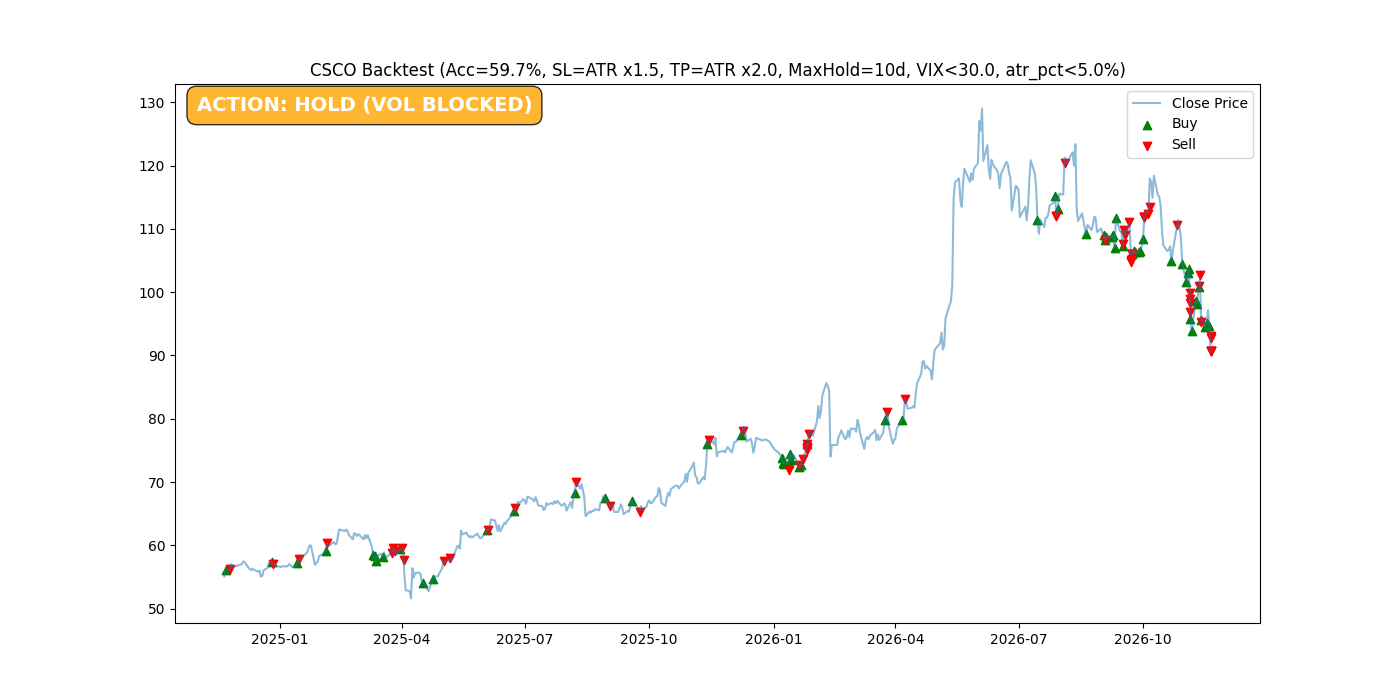 CSCO Backtest (Acc=59.7%, SL=ATR x1.5, TP=ATR x2.0, MaxHold=10d, VIX<30.0, atr_pct<5.0%)
ACTION: HOLD (VOL BLOCKED)
Close Price
Buy
Sell
130
120
110
100
90
80
70
60
50
2025-01 2025-04 2025-07 2025-10 2026-01 2026-04 2026-07 2026-10